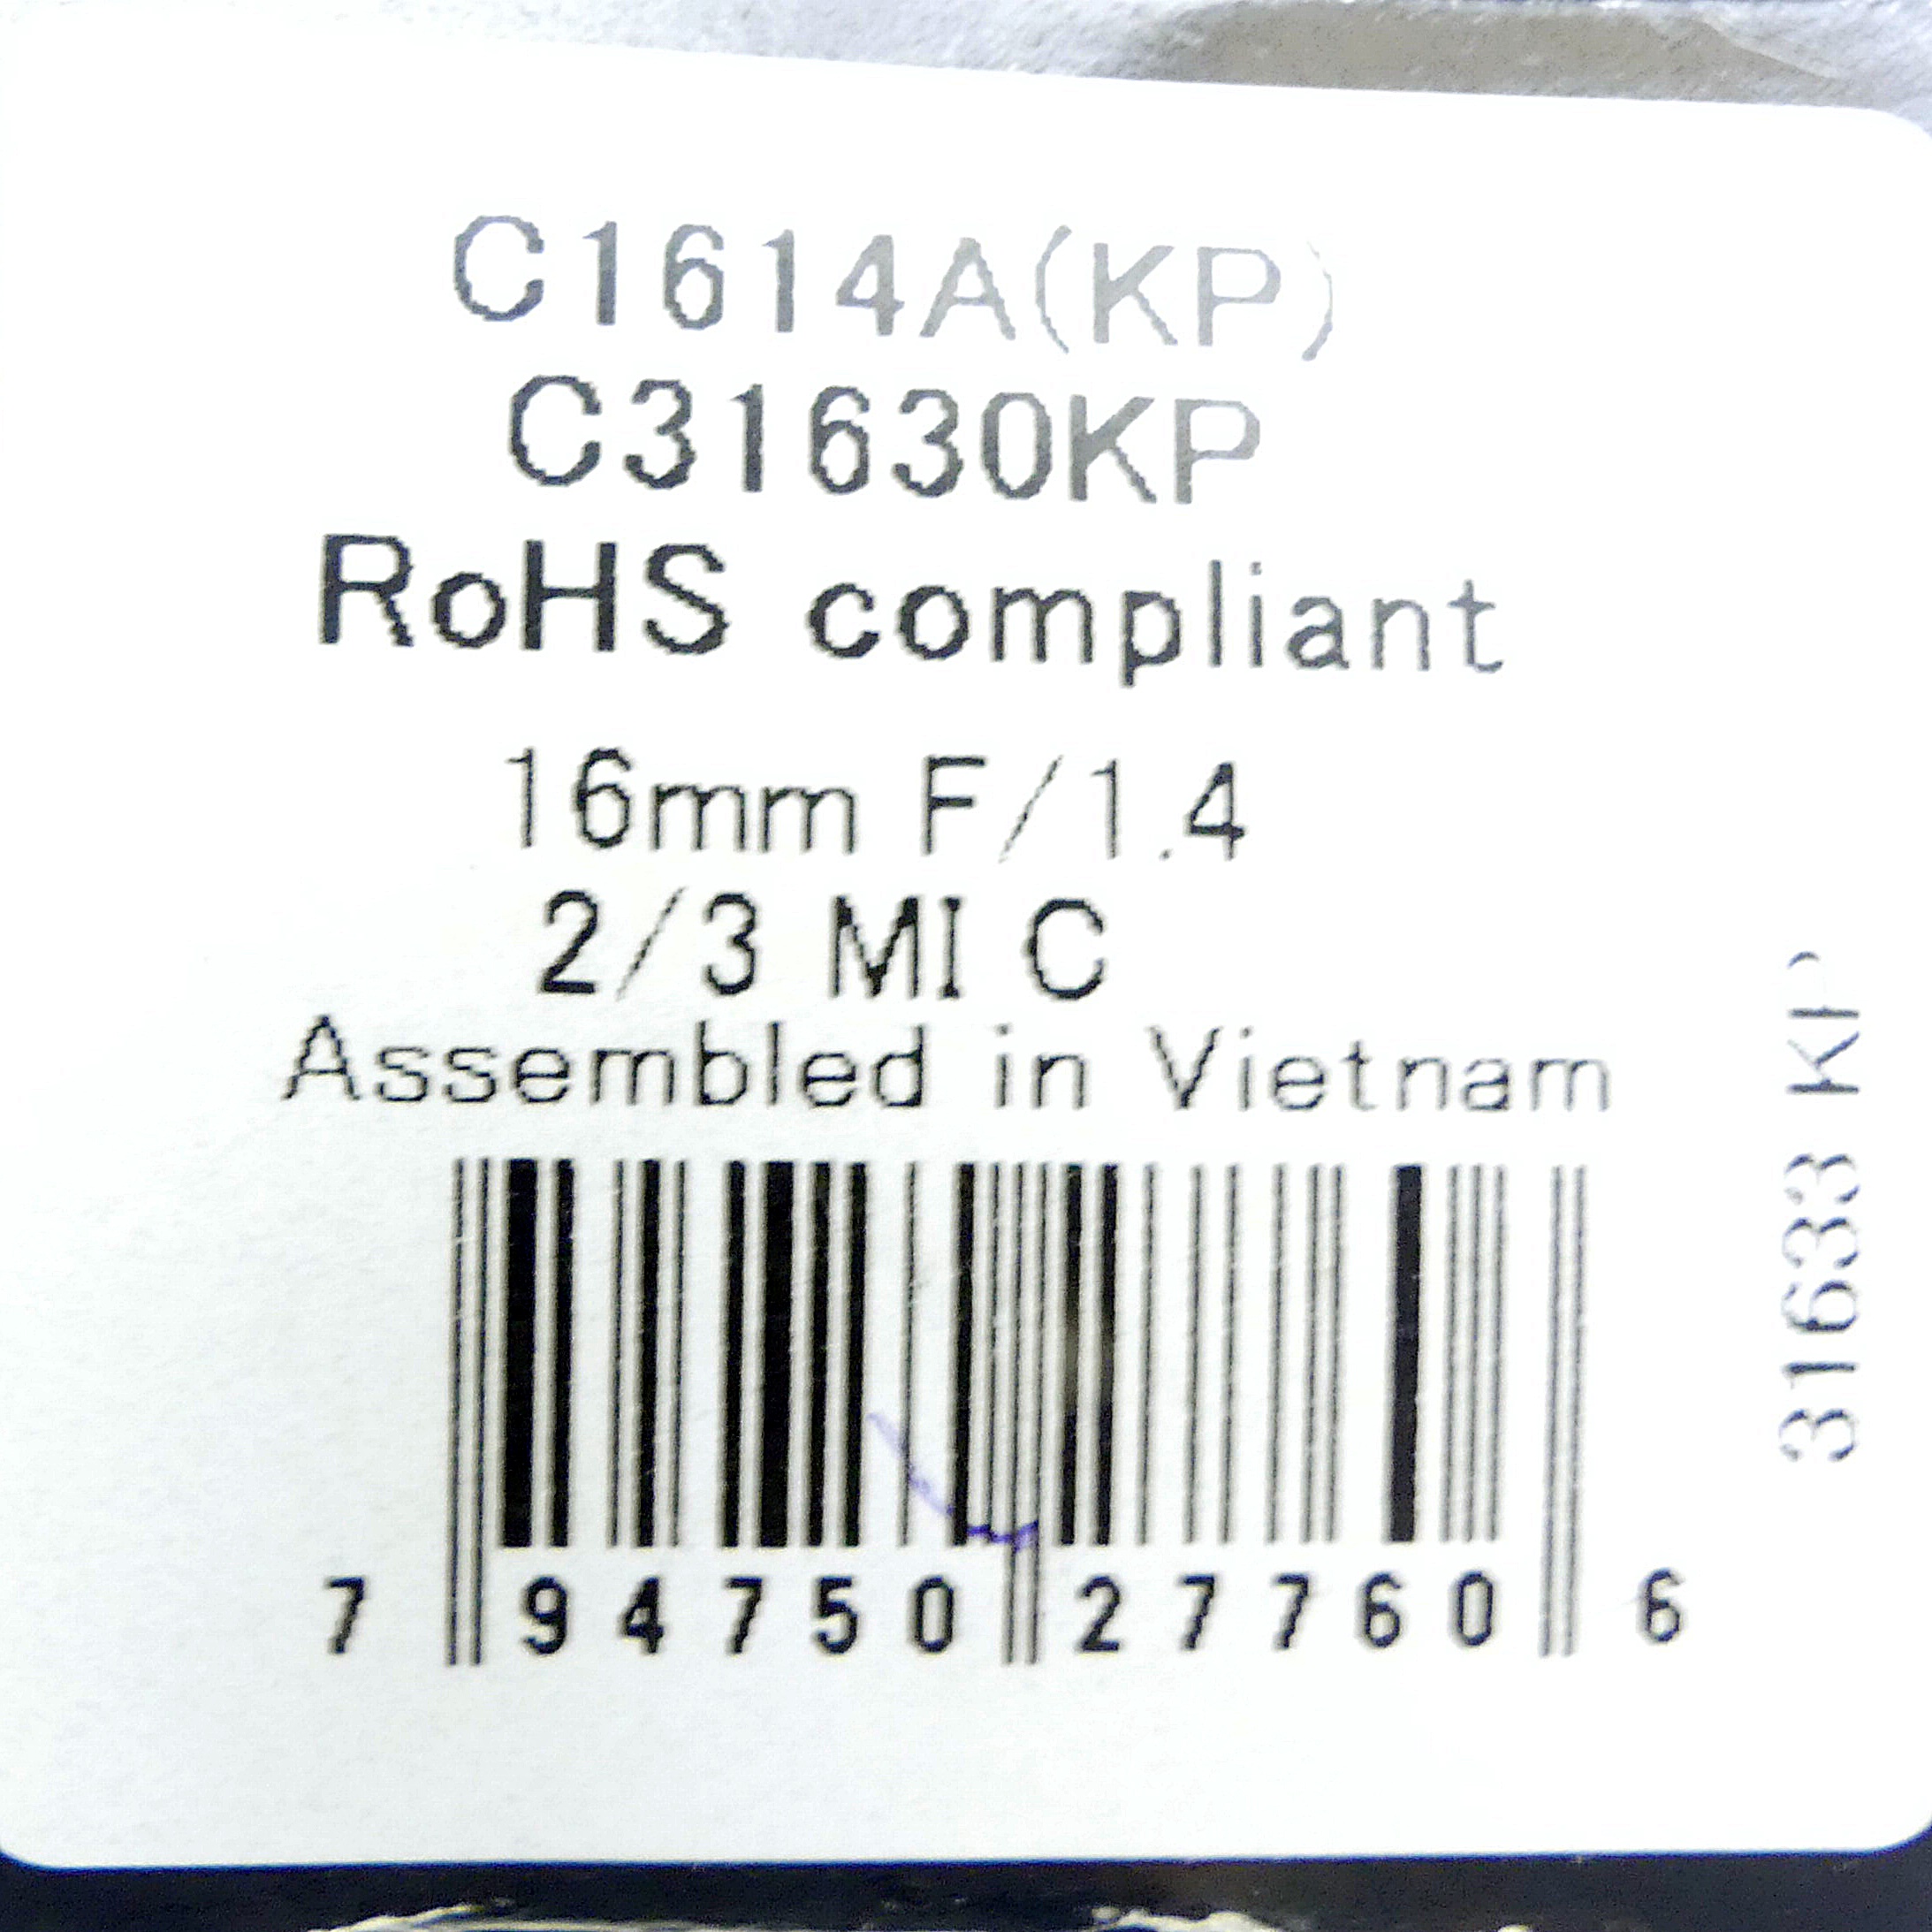 C1614A(KP)
C31630KP
RoHS compliant
16mm F/1.4
2/3 MI C
Assembled in Vietnam
7 94750 27760 6
31633 KP